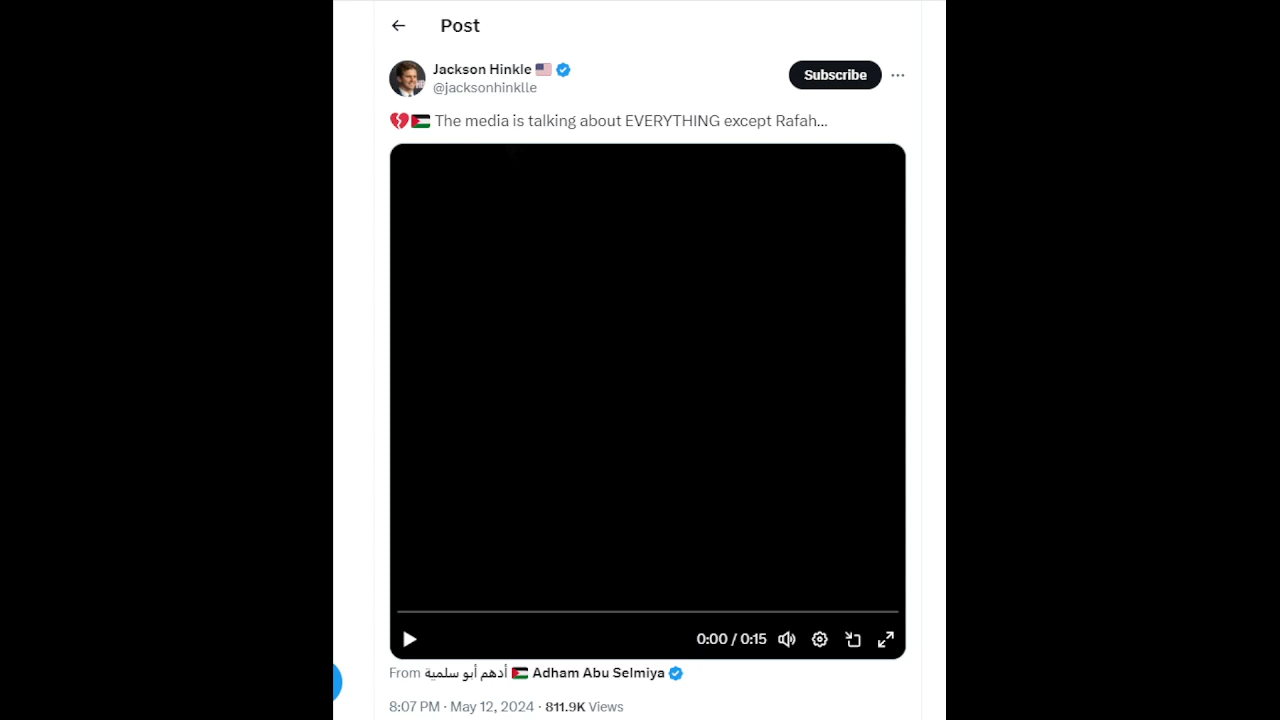 Post
Jackson Hinkle 🇺🇸
@jacksonhinklle
Subscribe
💔🇵🇸 The media is talking about EVERYTHING except Rafah...
0:00 / 0:15
From أدهم أبو سلمية 🇵🇸 Adham Abu Selmiya
8:07 PM · May 12, 2024 · 811.9K Views